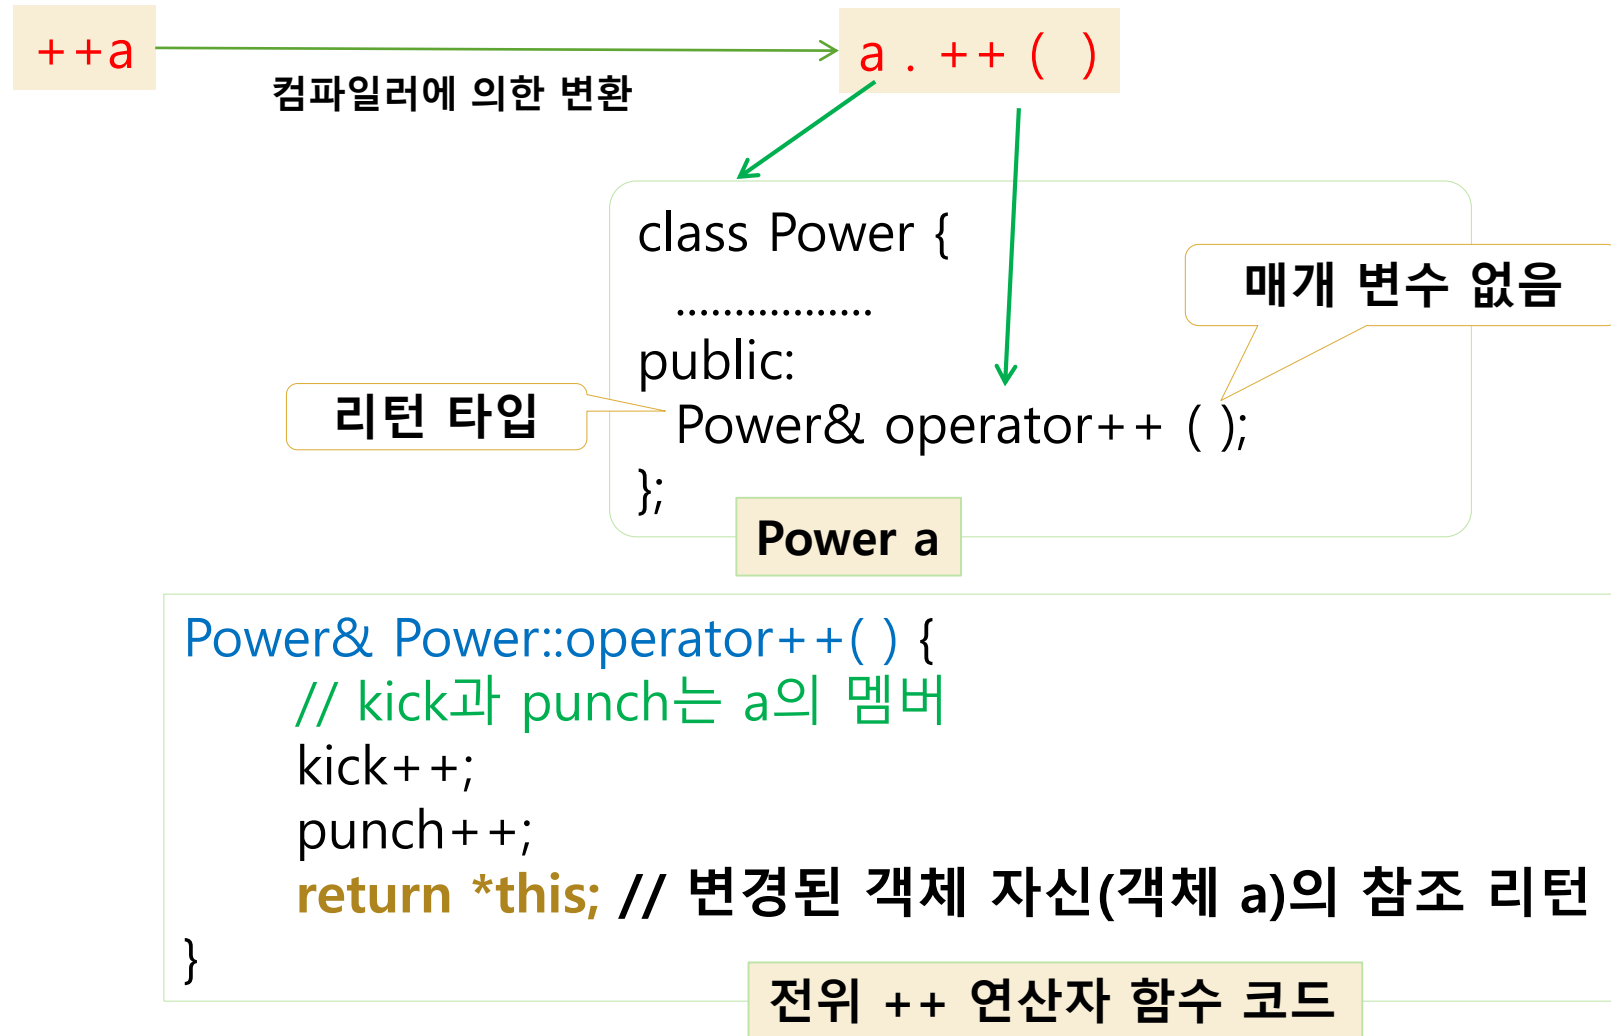 ++a
a . ++ ( )
컴파일러에 의한 변환
class Power {
.................
매개 변수 없음
public:
리턴 타입
Power& operator++ ( );
};
Power a
Power& Power::operator++( ) {
// kick과 punch는 a의 멤버
kick++;
punch++;
return *this; // 변경된 객체 자신(객체 a)의 참조 리턴
}
전위 ++ 연산자 함수 코드